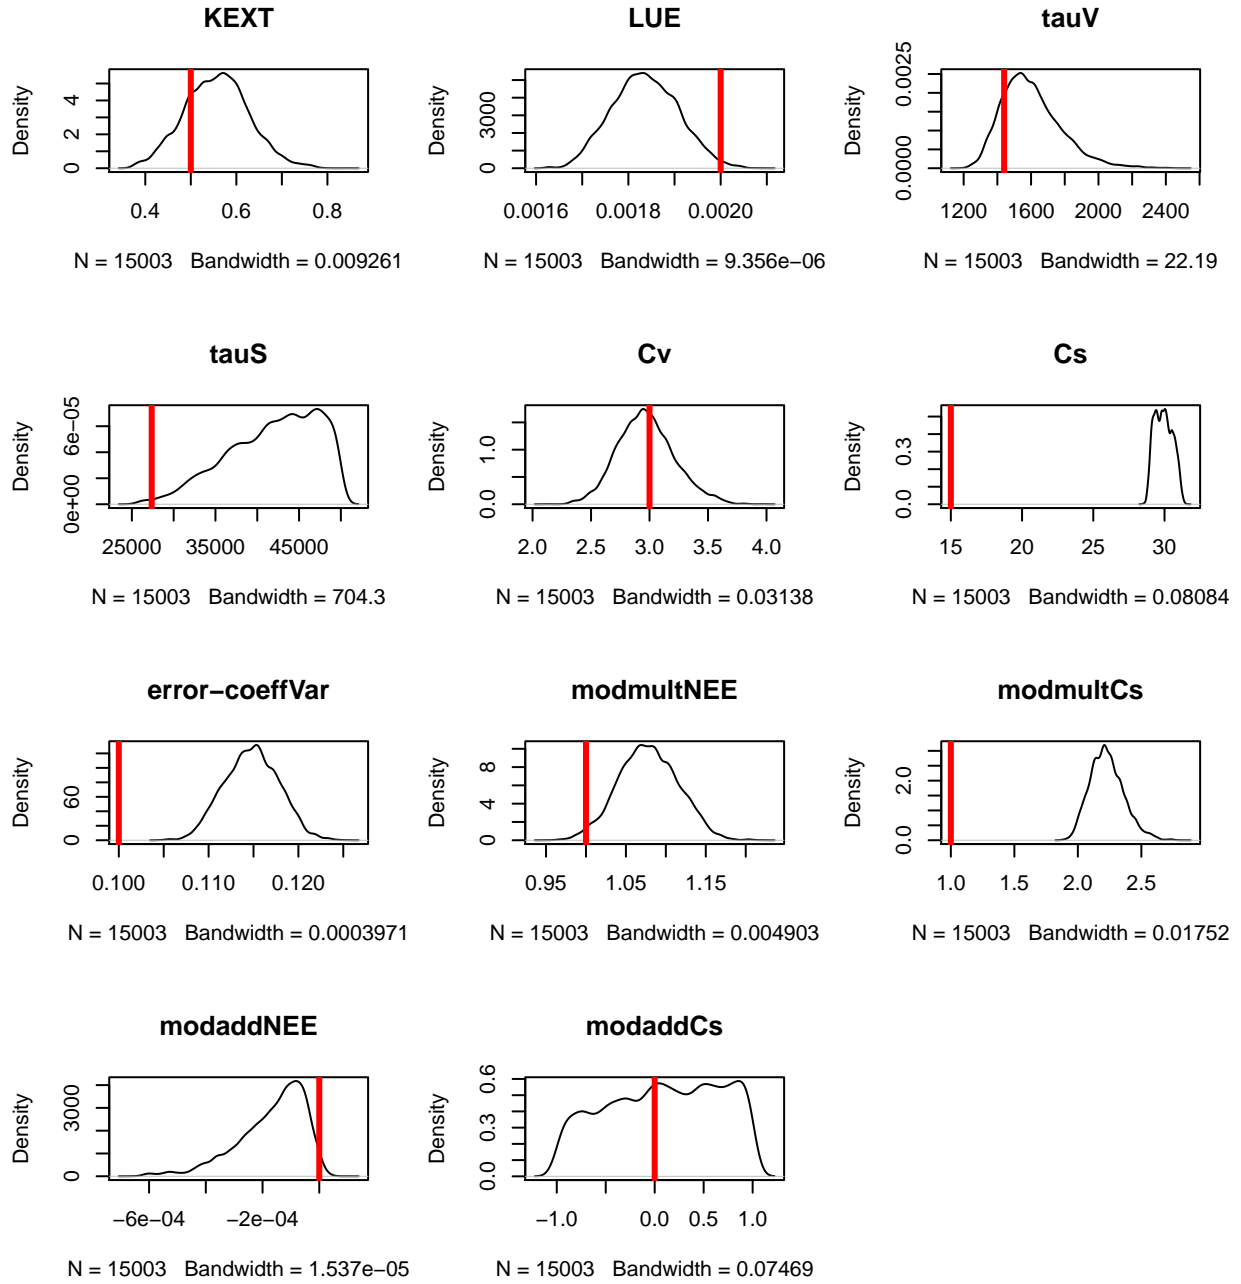 KEXT
LUE
tauV
Density
0 2 4
0.4 0.6 0.8
N = 15003 Bandwidth = 0.009261
Density
0 3000
0.0016 0.0018 0.0020
N = 15003 Bandwidth = 9.356e−06
Density
0.0000 0.0025
1200 1600 2000 2400
N = 15003 Bandwidth = 22.19
tauS
Cv
Cs
Density
0e+00 6e−05
25000 35000 45000
N = 15003 Bandwidth = 704.3
Density
0.0 1.0
2.0 2.5 3.0 3.5 4.0
N = 15003 Bandwidth = 0.03138
Density
0.0 0.3
15 20 25 30
N = 15003 Bandwidth = 0.08084
error−coeffVar
modmultNEE
modmultCs
Density
0 60
0.100 0.110 0.120
N = 15003 Bandwidth = 0.0003971
Density
0 4 8
0.95 1.05 1.15
N = 15003 Bandwidth = 0.004903
Density
0.0 2.0
1.0 1.5 2.0 2.5
N = 15003 Bandwidth = 0.01752
modaddNEE
modaddCs
Density
0 3000
−6e−04 −2e−04
N = 15003 Bandwidth = 1.537e−05
Density
0.0 0.3 0.6
−1.0 0.0 0.5 1.0
N = 15003 Bandwidth = 0.07469